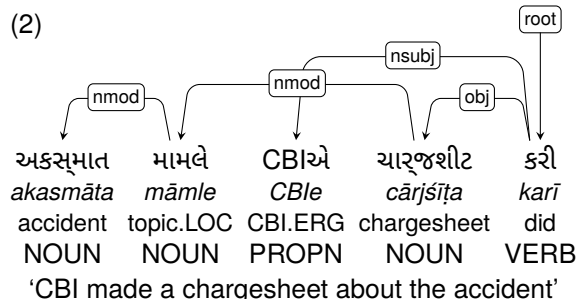 (2)
root
nsubj
nmod nmod obj
અકસ્માત મામલે CBIએ ચાર્જશીટ કરી
akasmāta māmle CBIe cārjśīṭa karī
accident topic.LOC CBI.ERG chargesheet did
NOUN NOUN PROPN NOUN VERB
‘CBI made a chargesheet about the accident’